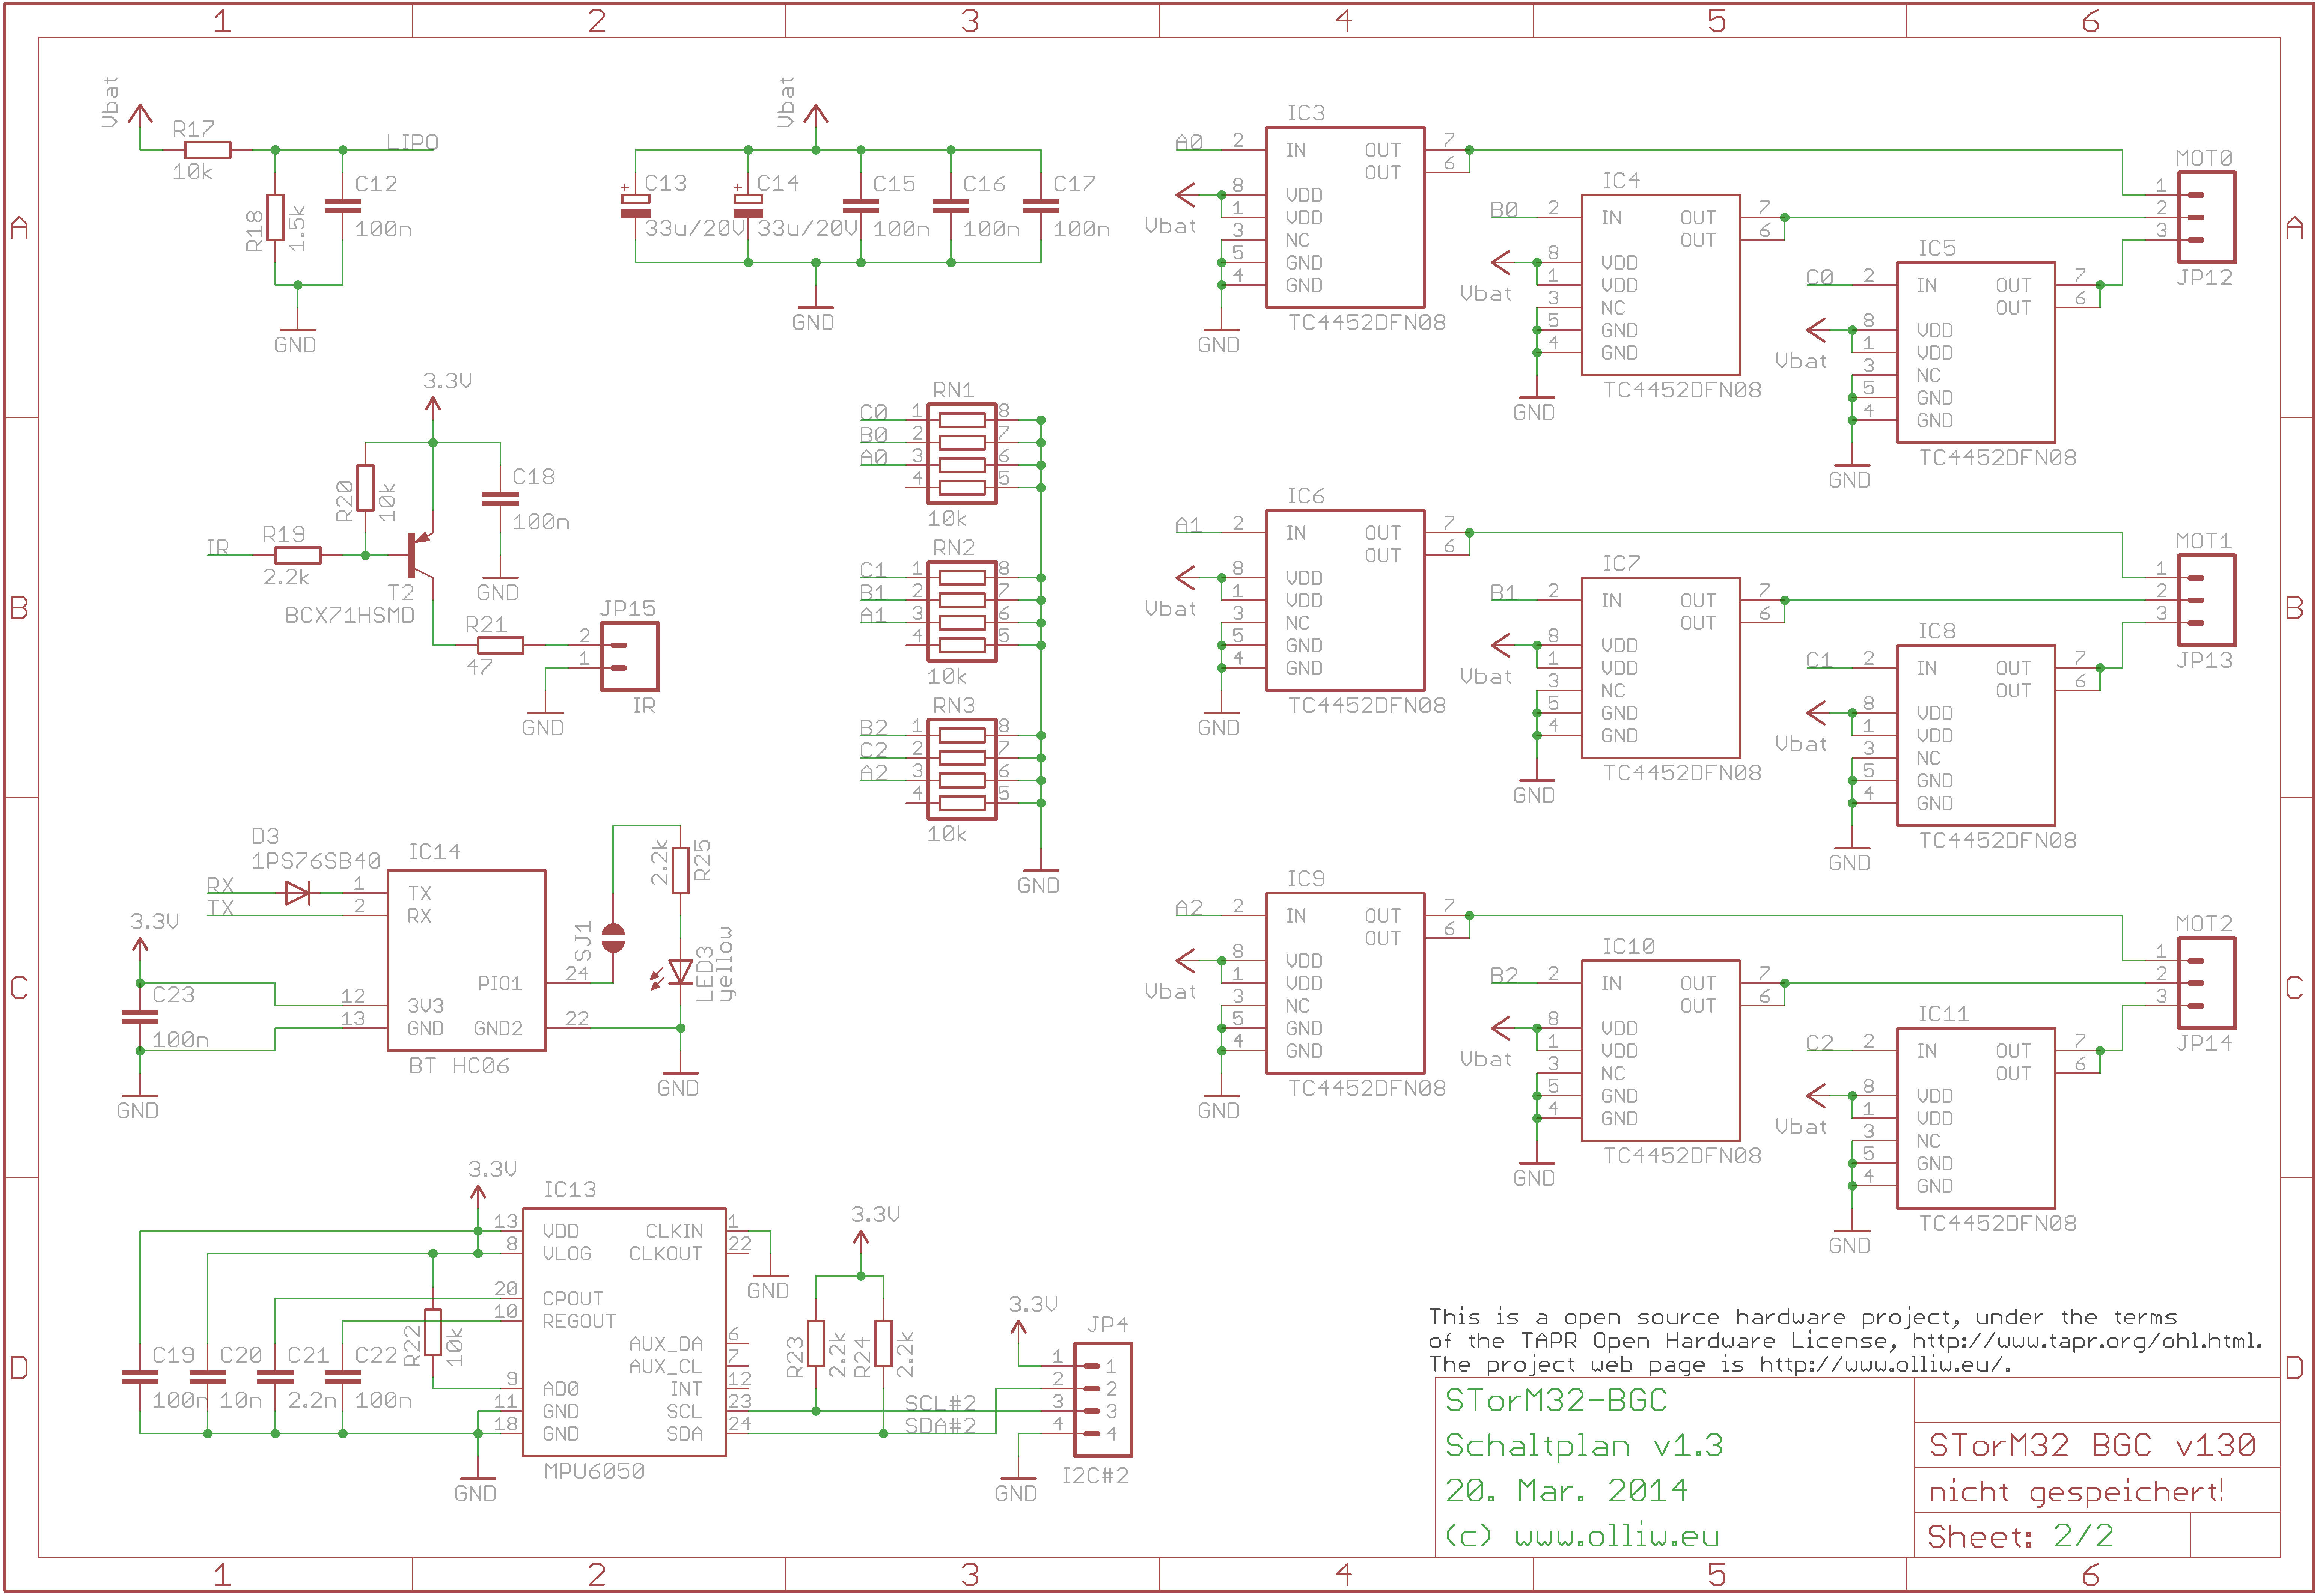 1 2 3 4 5 6
A
B
C
D
A
B
C
D
1 2 3 4 5 6
Vbat
R17
10k
LIPO
R18
1.5k
C12
100n
GND
Vbat
+ C13
33u/20V
+ C14
33u/20V
C15
100n
C16
100n
C17
100n
GND
3.3V
R20
10k
C18
100n
GND
IR
R19
2.2k
T2
BCX71HSMD
R21
47
JP15
2
1
IR
GND
RN1
C0 1 8
B0 2 7
A0 3 6
4 5
10k
RN2
C1 1 8
B1 2 7
A1 3 6
4 5
10k
RN3
B2 1 8
C2 2 7
A2 3 6
4 5
10k
GND
D3
1PS76SB40
IC14
RX 1 TX
TX 2 RX
3.3V
C23
100n
GND
12 3V3
13 GND
PIO1 24
GND2 22
BT HC06
SJ1
2.2k
R25
LED3
yellow
GND
3.3V
IC13
13 VDD CLKIN 1
8 VLOG CLKOUT 22
20 CPOUT
10 REGOUT
AUX_DA 6
AUX_CL 7
9 AD0 INT 12
11 GND SCL 23
18 GND SDA 24
MPU6050
GND
GND
C19
100n
C20
10n
C21
2.2n
C22
100n
R22
10k
3.3V
R23
2.2k
R24
2.2k
SCL#2
SDA#2
3.3V
JP4
1 1
2 2
3 3
4 4
I2C#2
GND
IC3
A0 2 IN OUT 7
OUT 6
8 VDD
1 VDD
3 NC
5 GND
4 GND
Vbat
GND
TC4452DFN08
IC4
B0 2 IN OUT 7
OUT 6
8 VDD
1 VDD
3 NC
5 GND
4 GND
Vbat
GND
TC4452DFN08
IC5
C0 2 IN OUT 7
OUT 6
8 VDD
1 VDD
3 NC
5 GND
4 GND
Vbat
GND
TC4452DFN08
MOT0
1
2
3
JP12
IC6
A1 2 IN OUT 7
OUT 6
8 VDD
1 VDD
3 NC
5 GND
4 GND
Vbat
GND
TC4452DFN08
IC7
B1 2 IN OUT 7
OUT 6
8 VDD
1 VDD
3 NC
5 GND
4 GND
Vbat
GND
TC4452DFN08
IC8
C1 2 IN OUT 7
OUT 6
8 VDD
1 VDD
3 NC
5 GND
4 GND
Vbat
GND
TC4452DFN08
MOT1
1
2
3
JP13
IC9
A2 2 IN OUT 7
OUT 6
8 VDD
1 VDD
3 NC
5 GND
4 GND
Vbat
GND
TC4452DFN08
IC10
B2 2 IN OUT 7
OUT 6
8 VDD
1 VDD
3 NC
5 GND
4 GND
Vbat
GND
TC4452DFN08
IC11
C2 2 IN OUT 7
OUT 6
8 VDD
1 VDD
3 NC
5 GND
4 GND
Vbat
GND
TC4452DFN08
MOT2
1
2
3
JP14
This is a open source hardware project, under the terms
of the TAPR Open Hardware License, http://www.tapr.org/ohl.html.
The project web page is http://www.olliw.eu/.
STorM32-BGC
Schaltplan v1.3
20. Mar. 2014
(c) www.olliw.eu
STorM32 BGC v130
nicht gespeichert!
Sheet: 2/2